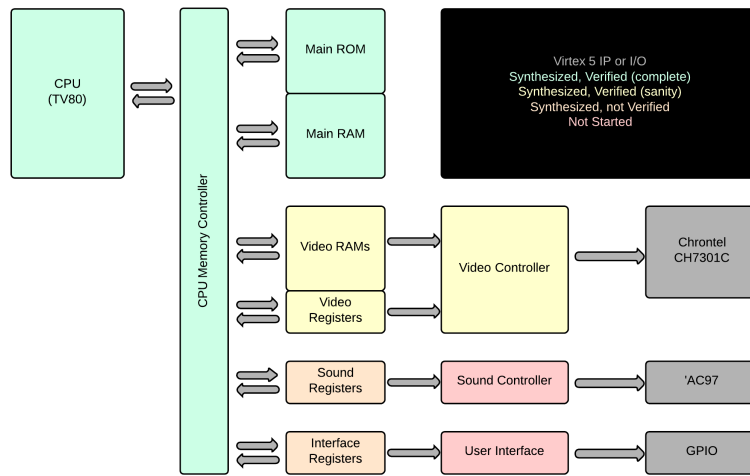 CPU
(TV80)
CPU Memory Controller
Main ROM
Main RAM
Virtex 5 IP or I/O
Synthesized, Verified (complete)
Synthesized, Verified (sanity)
Synthesized, not Verified
Not Started
Video RAMs
Video
Registers
Video Controller
Chrontel
CH7301C
Sound
Registers
Sound Controller
'AC97
Interface
Registers
User Interface
GPIO